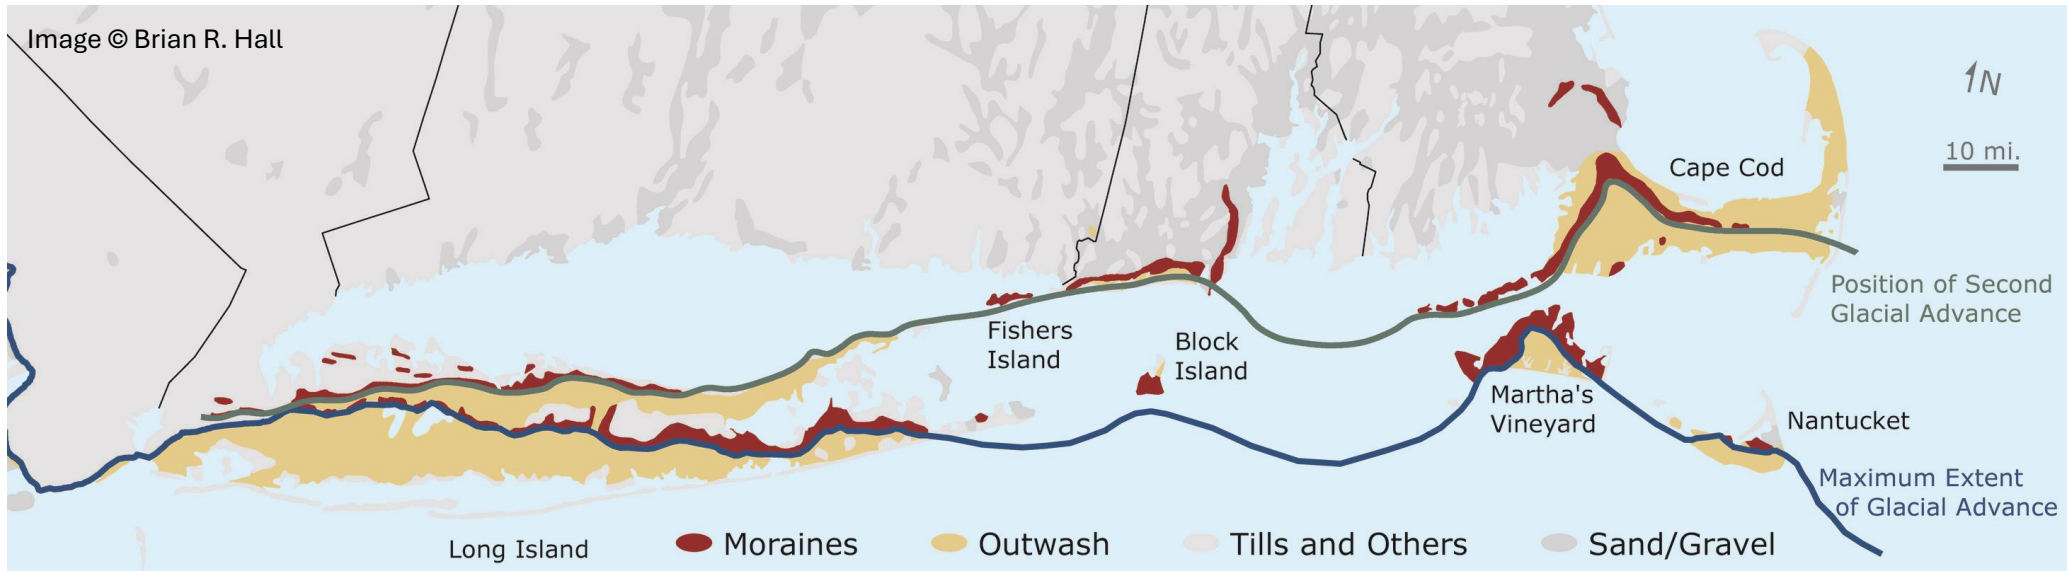 Image © Brian R. Hall
N
10 mi.
Cape Cod
Position of Second
Glacial Advance
Fishers
Island
Block
Island
Martha's
Vineyard
Nantucket
Maximum Extent
of Glacial Advance
Long Island
Moraines
Outwash
Tills and Others
Sand/Gravel